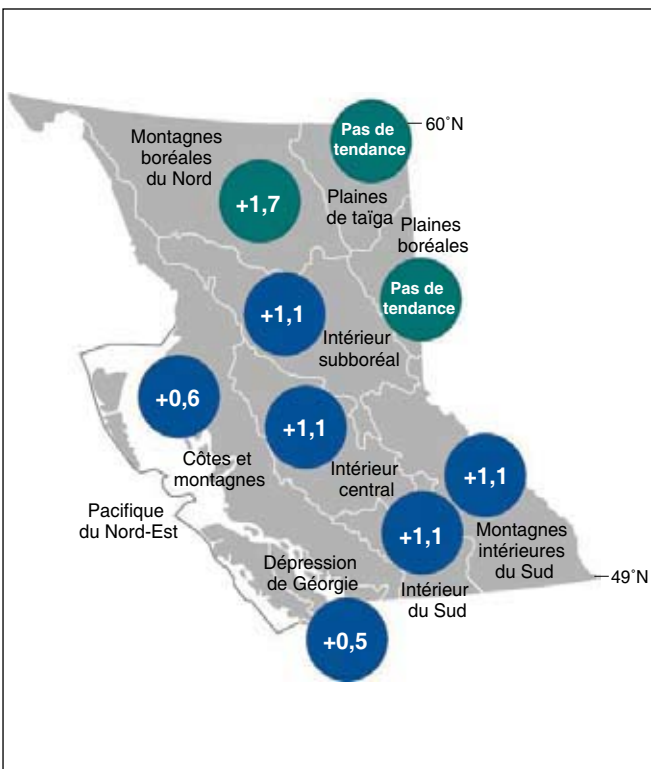 Pas de
tendance
60°N
Montagnes
boréales
du Nord
+1,7
Plaines
de taïga
Plaines
boréales
Pas de
tendance
+1,1
Intérieur
subboréal
+0,6
+1,1
Côtes et
montagnes
Intérieur
central
+1,1
Pacifique
du Nord-Est
+1,1
Montagnes
intérieures
du Sud
Dépression
de Géorgie
Intérieur
du Sud
49°N
+0,5